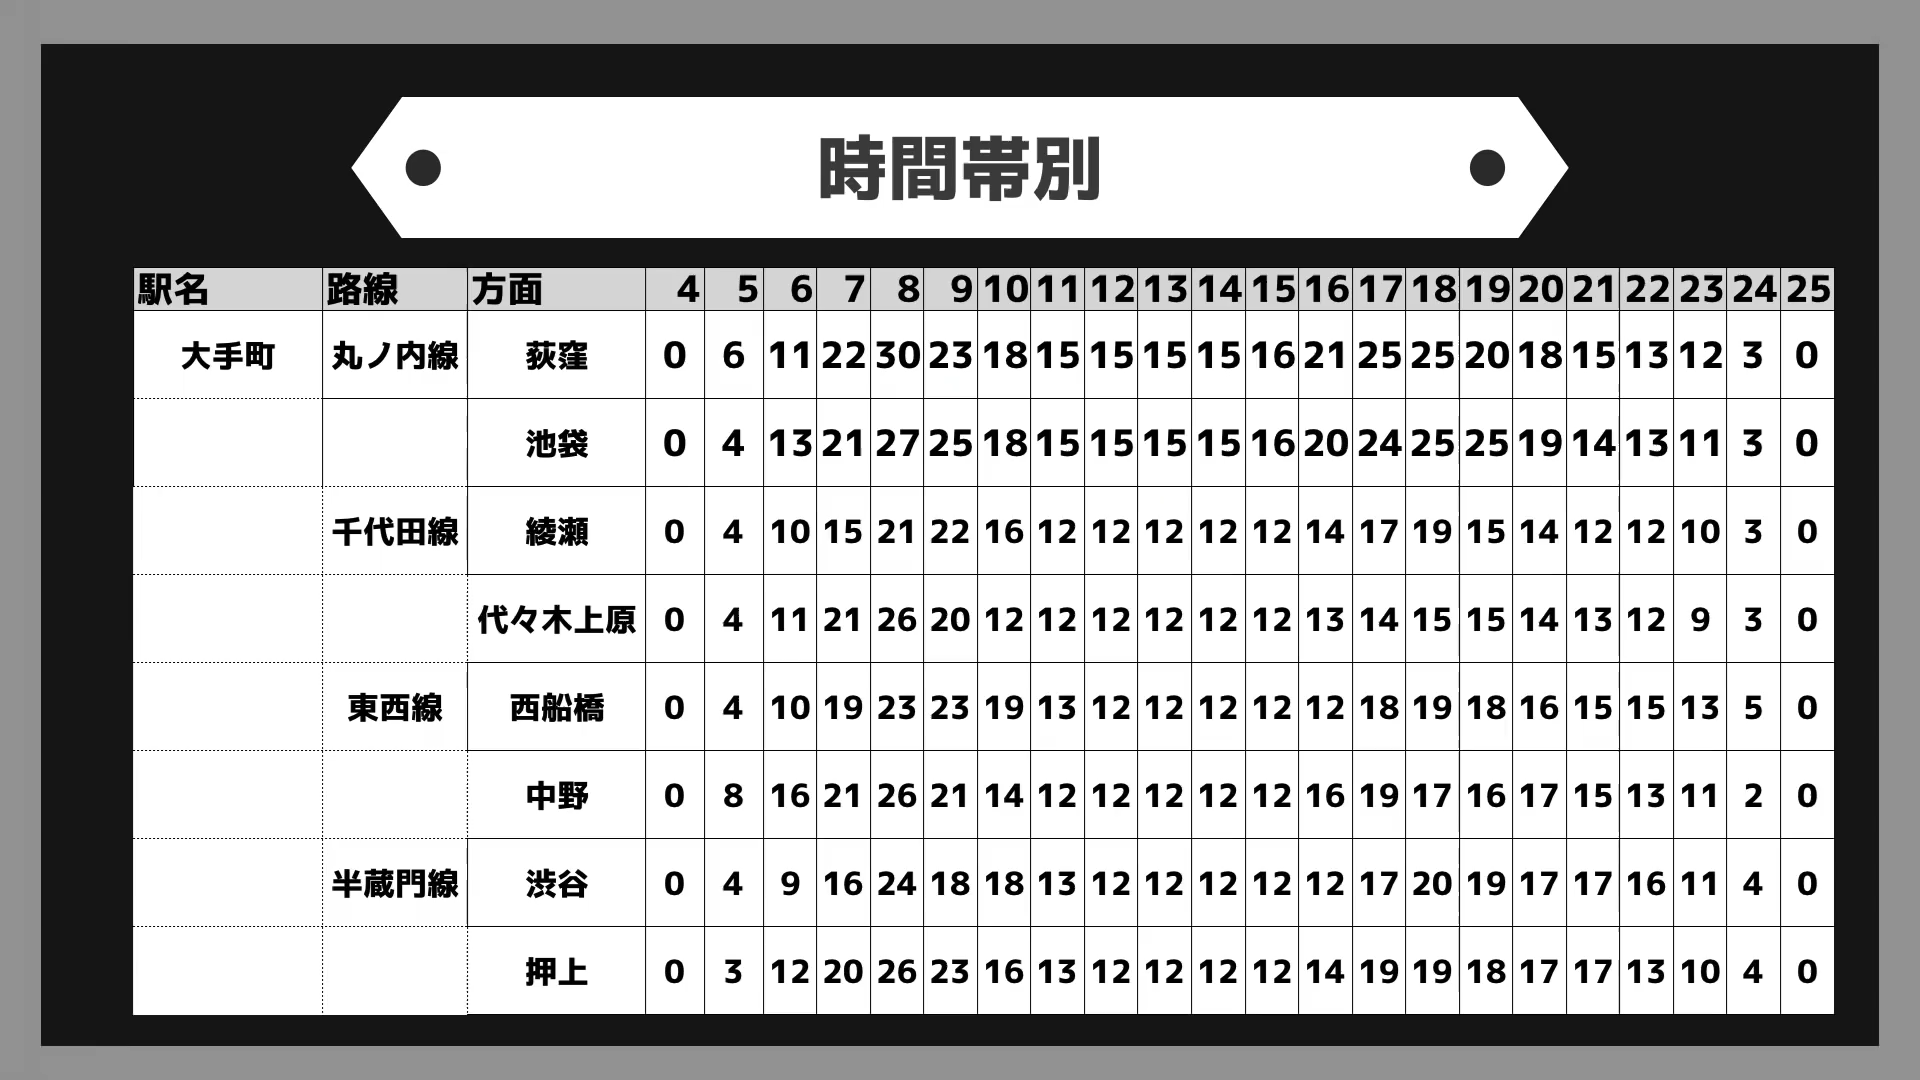 時間帯別
駅名 路線 方面 4 5 6 7 8 9 10 11 12 13 14 15 16 17 18 19 20 21 22 23 24 25
大手町 丸ノ内線 荻窪 0 6 11 22 30 23 18 15 15 15 15 16 21 25 25 20 18 15 13 12 3 0
池袋 0 4 13 21 27 25 18 15 15 15 15 16 20 24 25 25 19 14 13 11 3 0
千代田線 綾瀬 0 4 10 15 21 22 16 12 12 12 12 12 14 17 19 15 14 12 12 10 3 0
代々木上原 0 4 11 21 26 20 12 12 12 12 12 12 13 14 15 15 14 13 12 9 3 0
東西線 西船橋 0 4 10 19 23 23 19 13 12 12 12 12 12 18 19 18 16 15 15 13 5 0
中野 0 8 16 21 26 21 14 12 12 12 12 12 16 19 17 16 17 15 13 11 2 0
半蔵門線 渋谷 0 4 9 16 24 18 18 13 12 12 12 12 12 17 20 19 17 17 16 11 4 0
押上 0 3 12 20 26 23 16 13 12 12 12 12 14 19 19 18 17 17 13 10 4 0